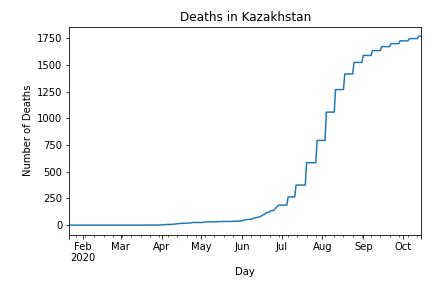 Deaths in Kazakhstan
Number of Deaths
1750
1500
1250
1000
750
500
250
0
Feb Mar Apr May Jun Jul Aug Sep Oct
2020
Day